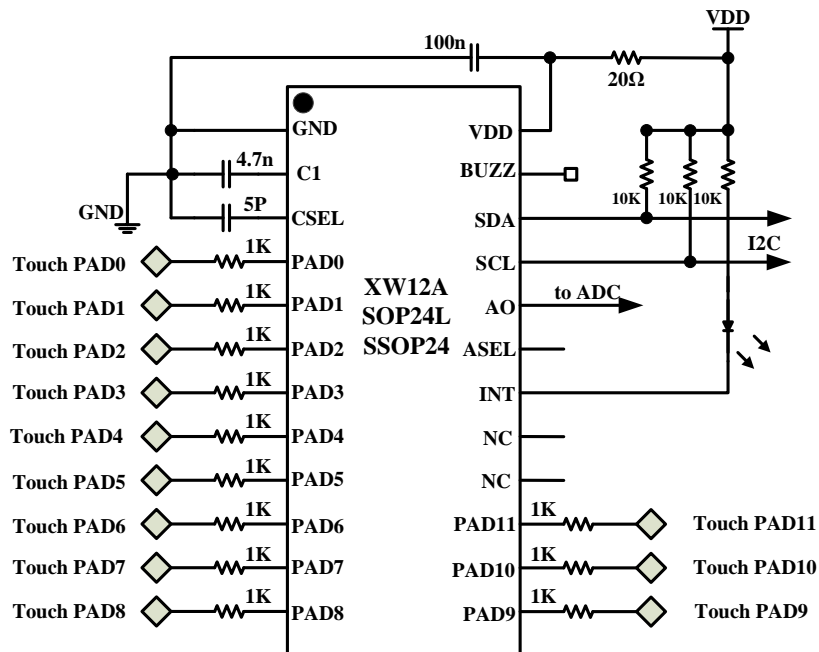 VDD
100n
20Ω
GND
VDD
4.7n
C1
BUZZ
10K
10K
10K
GND
5P
CSEL
SDA
I2C
Touch PAD0
1K
PAD0
SCL
XW12A
SOP24L
SSOP24
Touch PAD1
1K
PAD1
AO
to ADC
Touch PAD2
1K
PAD2
ASEL
Touch PAD3
1K
PAD3
INT
Touch PAD4
1K
PAD4
NC
Touch PAD5
1K
PAD5
NC
Touch PAD6
1K
PAD6
PAD11
1K
Touch PAD11
Touch PAD7
1K
PAD7
PAD10
1K
Touch PAD10
Touch PAD8
1K
PAD8
PAD9
1K
Touch PAD9